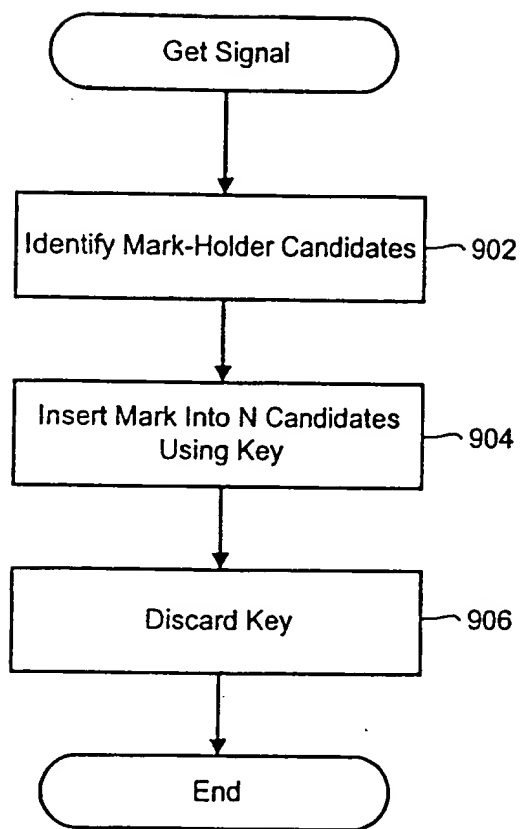 Get Signal
Identify Mark-Holder Candidates
902
Insert Mark Into N Candidates
Using Key
904
Discard Key
906
End